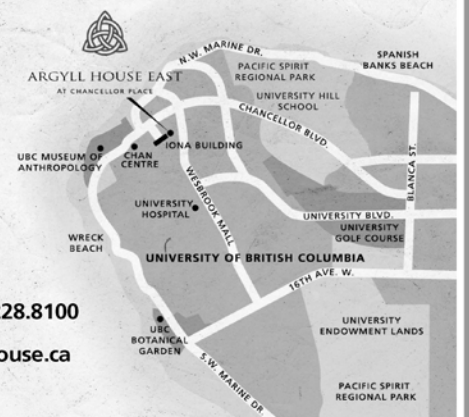 ARGYLL HOUSE EAST
AT CHANCELLOR PLACE
N.W. MARINE DR.
SPANISH
BANKS BEACH
PACIFIC SPIRIT
REGIONAL PARK
UNIVERSITY HILL
SCHOOL
CHANCELLOR BLVD.
IONA BUILDING
CHAN
CENTRE
UBC MUSEUM OF
ANTHROPOLOGY
BLANCA ST.
WESBROOK MALL
UNIVERSITY
HOSPITAL
UNIVERSITY BLVD.
UNIVERSITY
GOLF COURSE
WRECK
BEACH
UNIVERSITY OF BRITISH COLUMBIA
16TH AVE. W.
28.8100
UBC
BOTANICAL
GARDEN
UNIVERSITY
ENDOWMENT LANDS
ouse.ca
S.W. MARINE DR.
PACIFIC SPIRIT
REGIONAL PARK